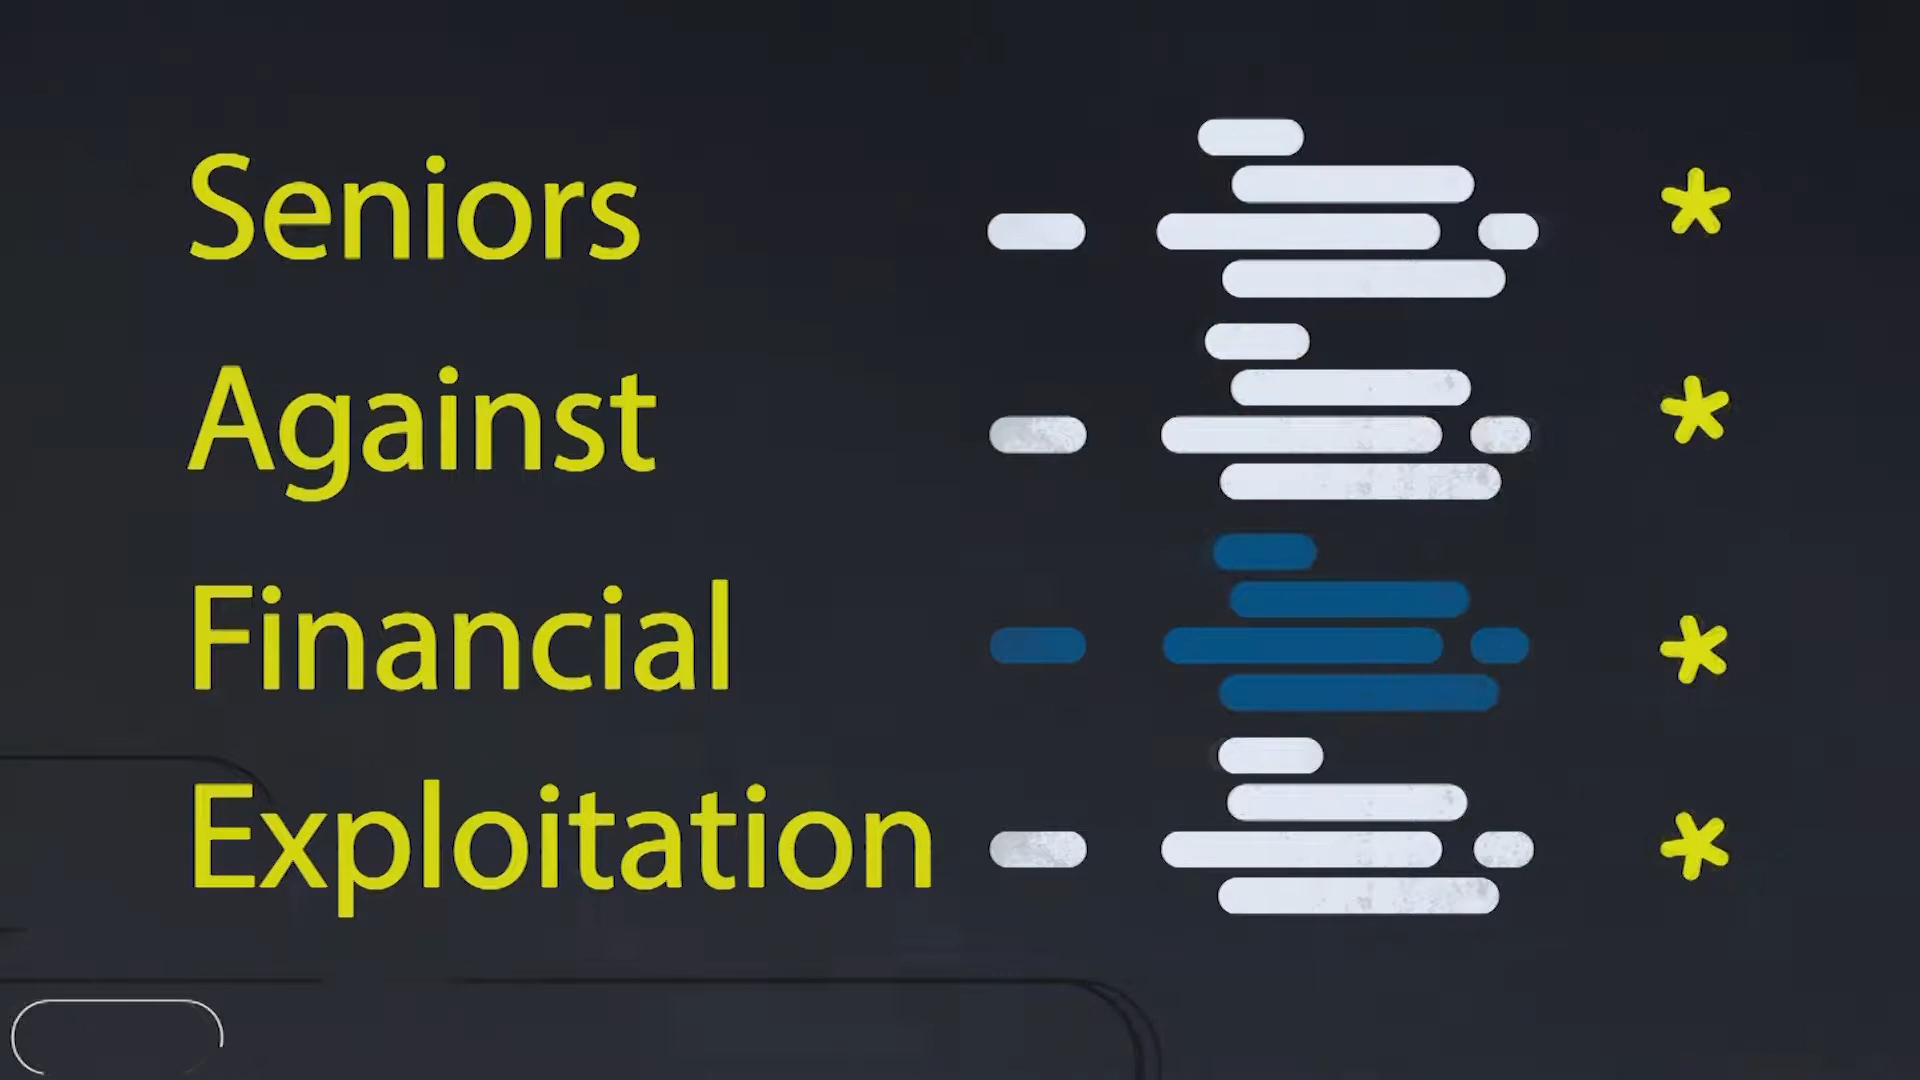 Seniors *
Against *
Financial *
Exploitation *